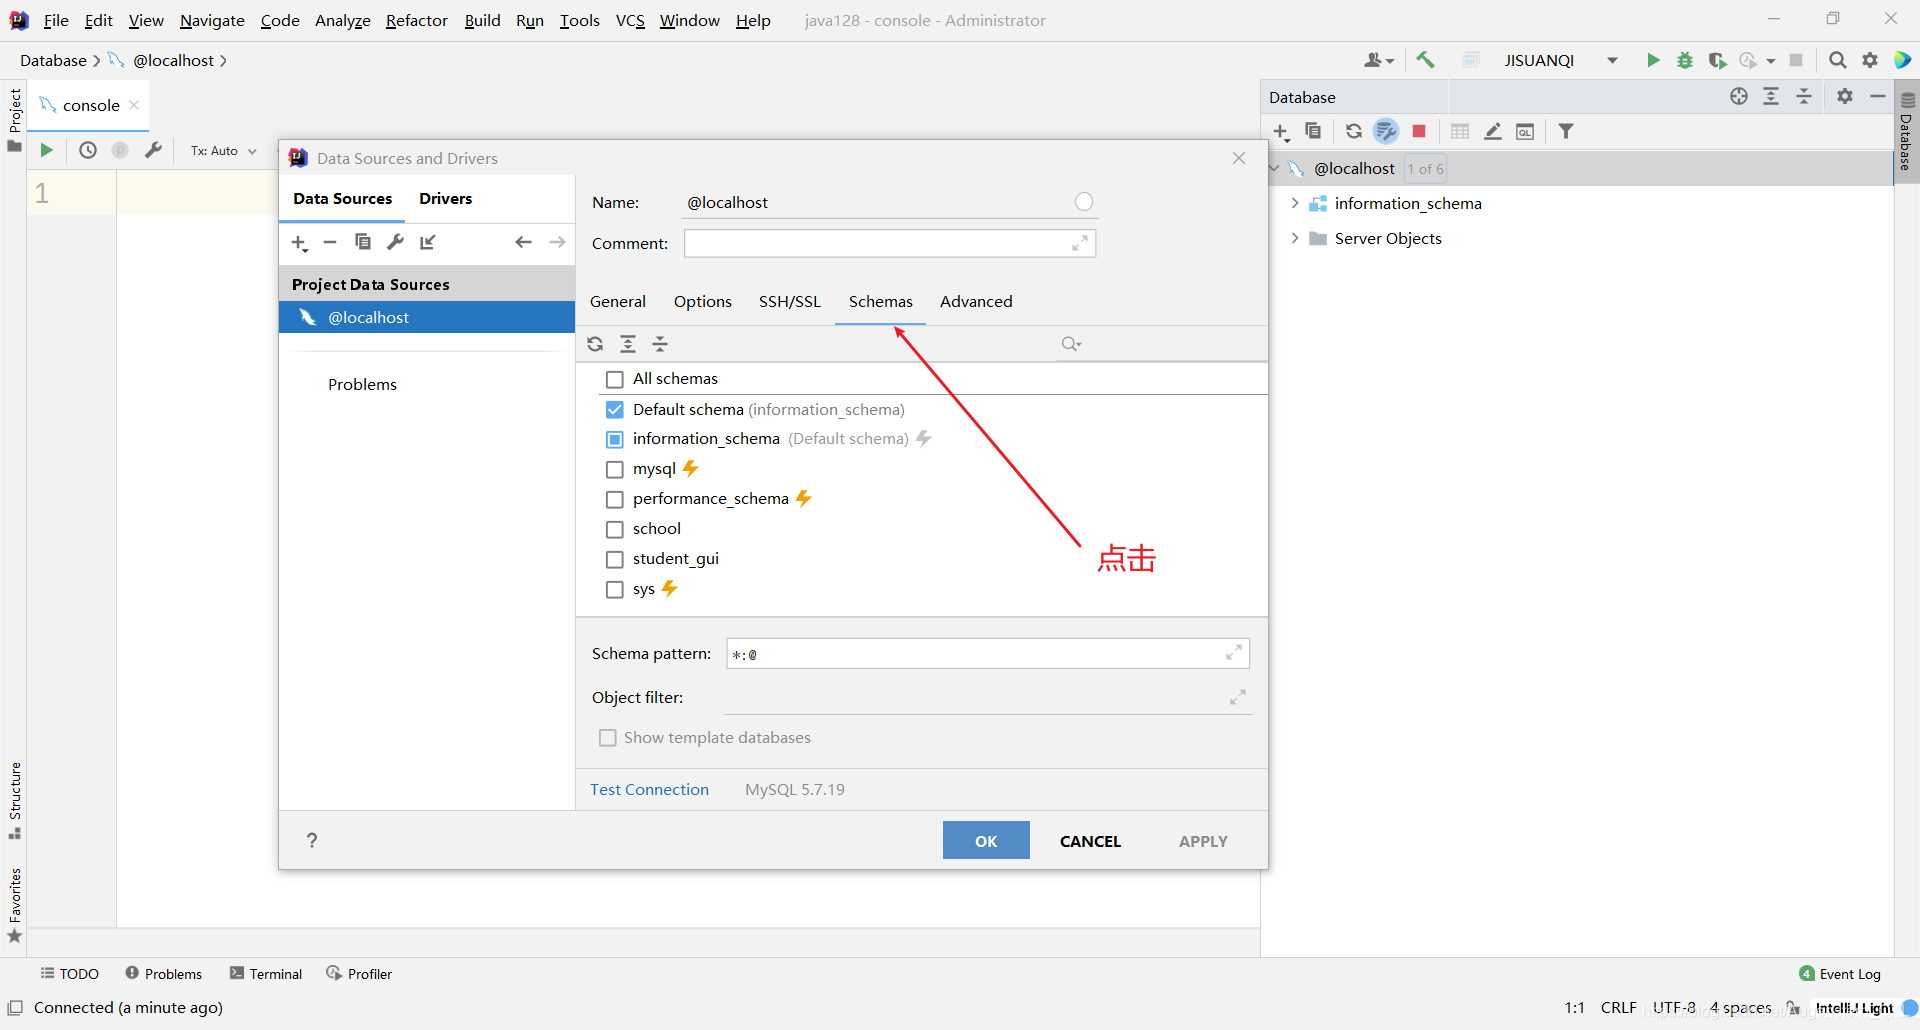 File Edit View Navigate Code Analyze Refactor Build Run Tools VCS Window Help java128 - console - Administrator
Database @localhost
JISUANQI
Project
console
Database
Database
Tx: Auto
1
@localhost 1 of 6
information_schema
Server Objects
Data Sources and Drivers
Data Sources Drivers
Project Data Sources
@localhost
Problems
Name: @localhost
Comment:
General Options SSH/SSL Schemas Advanced
All schemas
Default schema (information_schema)
information_schema (Default schema)
mysql
performance_schema
school
student_gui
sys
点击
Schema pattern: *:@
Object filter:
Show template databases
Test Connection MySQL 5.7.19
? OK CANCEL APPLY
Structure
Favorites
TODO Problems Terminal Profiler 4 Event Log
Connected (a minute ago) 1:1 CRLF UTF-8 4 spaces IntelliJ Light